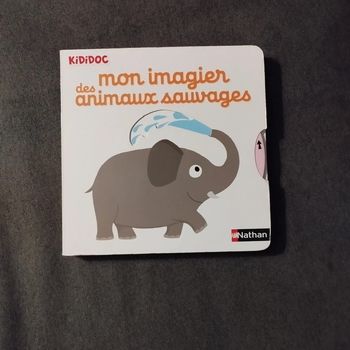 KiDiDOC
mon imagier
des animaux sauvages
Nathan